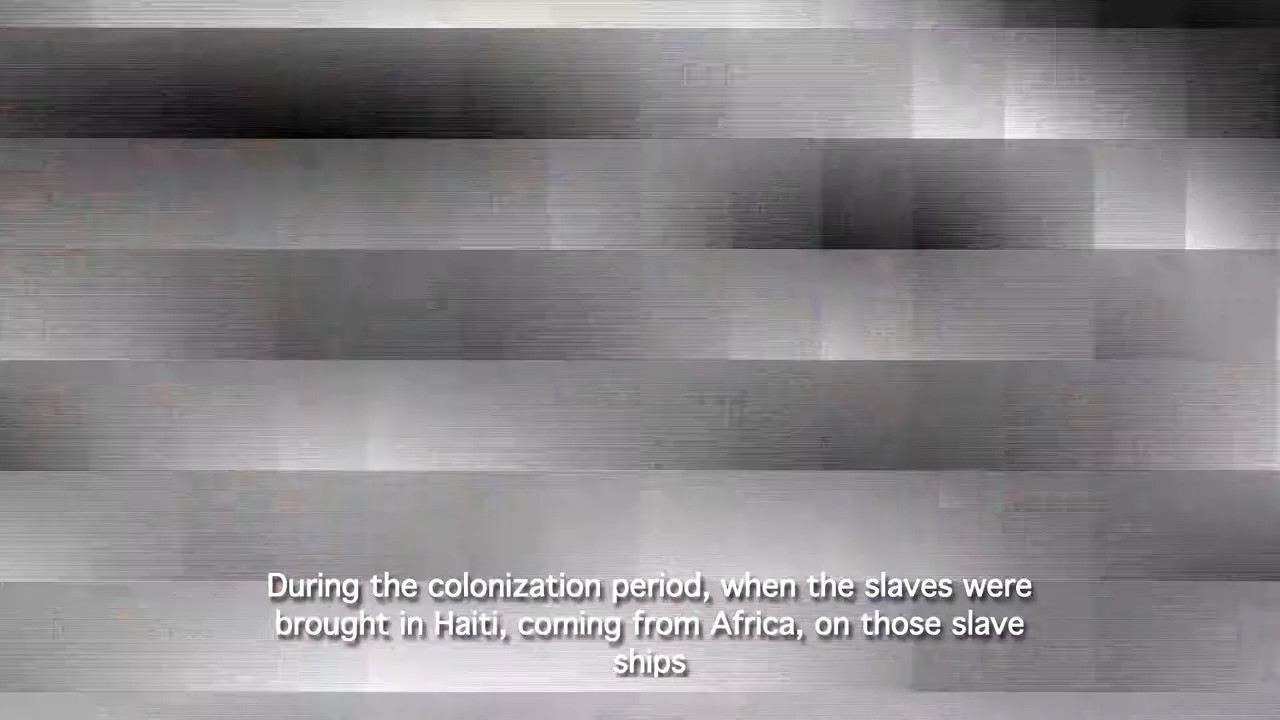 During the colonization period, when the slaves were
brought in Haiti, coming from Africa, on those slave
ships